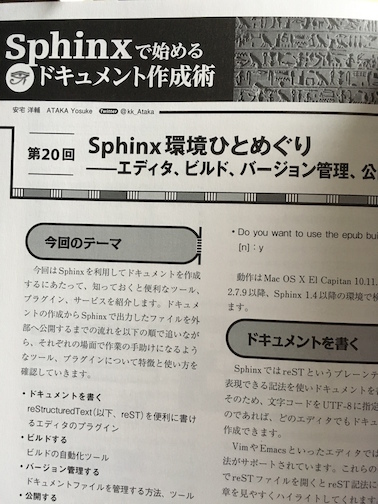 Sphinxで始める
ドキュメント作成術
安宅 洋輔 ATAKA Yosuke Twitter @kk_Ataka
第20回
Sphinx環境ひとめぐり
――エディタ、ビルド、バージョン管理、公
今回のテーマ
今回はSphinxを利用してドキュメントを作成
するにあたって、知っておくと便利なツール、
プラグイン、サービスを紹介します。ドキュメン
トの作成からSphinxで出力したファイルを外
部へ公開するまでの流れを以下の順で追いなが
ら、それぞれの場面で作業の手助けになるよう
なツール、プラグインについて特徴と使い方を
確認していきます。
・ドキュメントを書く
reStructuredText(以下、reST)を便利に書け
るエディタのプラグイン
・ビルドする
ビルドの自動化ツール
・バージョン管理する
ドキュメントファイルを管理する方法、ツール
・公開する
・Do you want to use the epub buil
[n]:y
動作はMac OS X El Capitan 10.11.
2.7.9以降、Sphinx 1.4以降の環境で検
ます。
ドキュメントを書く
SphinxではreSTというプレーンテ
表現できる記法を使いドキュメントを
そのため、文字コードをUTF-8に指定
のであれば、どのエディタでもドキュ
作成できます。
VimやEmacsといったエディタでは
法がサポートされています。これらの
でreSTファイルを開くとreST記法に
章を見やすくハイライトしてくれます